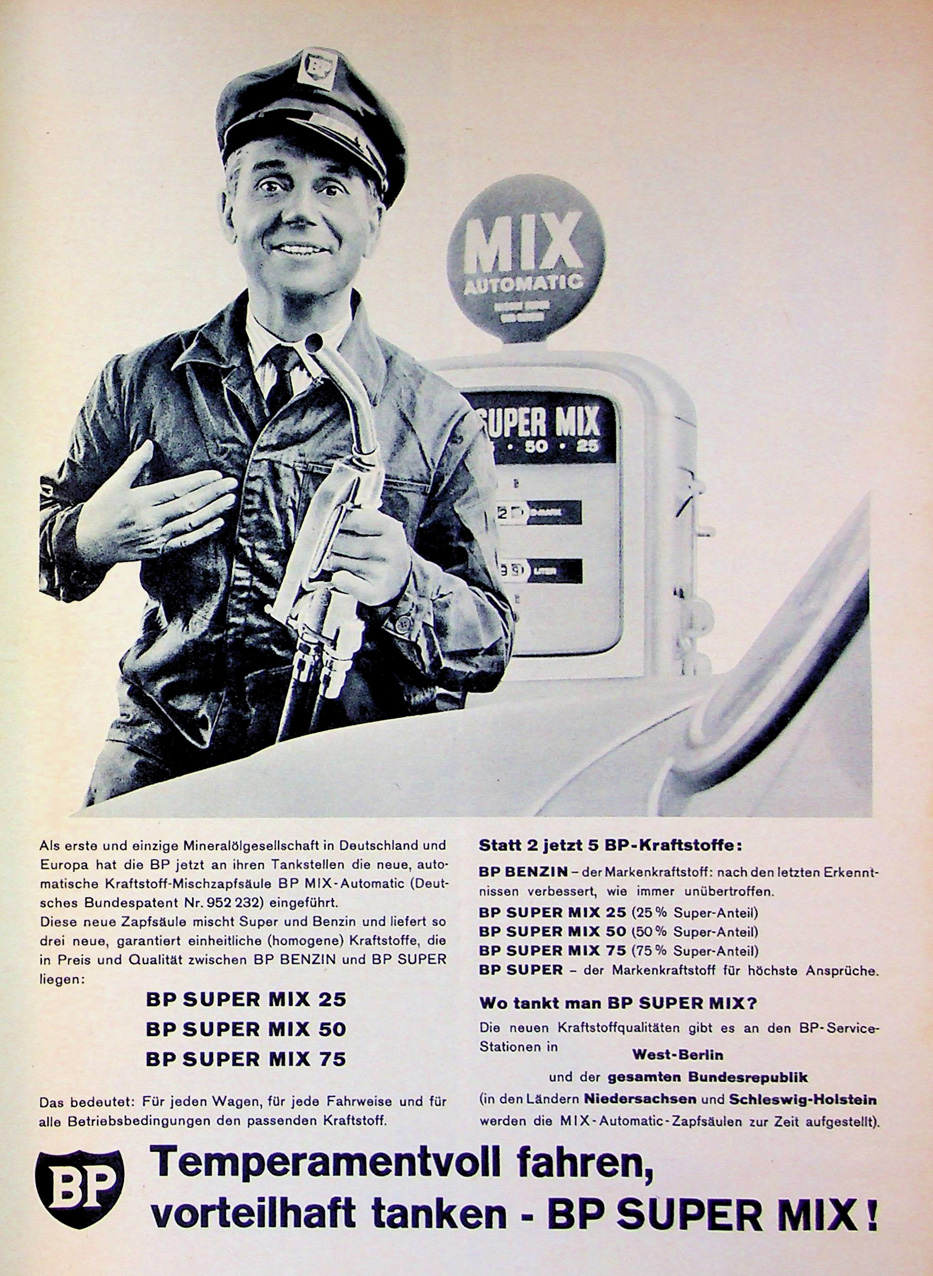 BP
MIX
AUTOMATIC
SUPER MIX
· 50 · 25
D-MARK
LITER
Als erste und einzige Mineralölgesellschaft in Deutschland und
Europa hat die BP jetzt an ihren Tankstellen die neue, auto-
matische Kraftstoff-Mischzapfsäule BP MIX-Automatic (Deut-
sches Bundespatent Nr. 952 232) eingeführt.
Diese neue Zapfsäule mischt Super und Benzin und liefert so
drei neue, garantiert einheitliche (homogene) Kraftstoffe, die
in Preis und Qualität zwischen BP BENZIN und BP SUPER
liegen:
BP SUPER MIX 25
BP SUPER MIX 50
BP SUPER MIX 75
Das bedeutet: Für jeden Wagen, für jede Fahrweise und für
alle Betriebsbedingungen den passenden Kraftstoff.
Statt 2 jetzt 5 BP-Kraftstoffe:
BP BENZIN – der Markenkraftstoff: nach den letzten Erkennt-
nissen verbessert, wie immer unübertroffen.
BP SUPER MIX 25 (25 % Super-Anteil)
BP SUPER MIX 50 (50 % Super-Anteil)
BP SUPER MIX 75 (75 % Super-Anteil)
BP SUPER – der Markenkraftstoff für höchste Ansprüche.
Wo tankt man BP SUPER MIX?
Die neuen Kraftstoffqualitäten gibt es an den BP-Service-
Stationen in
West-Berlin
und der gesamten Bundesrepublik
(in den Ländern Niedersachsen und Schleswig-Holstein
werden die MIX-Automatic-Zapfsäulen zur Zeit aufgestellt).
BP
Temperamentvoll fahren,
vorteilhaft tanken - BP SUPER MIX!